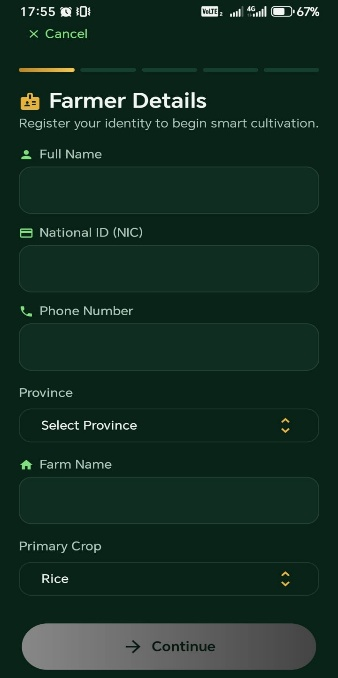 17:55 VoLTE 2 4G 67%
Cancel
Farmer Details
Register your identity to begin smart cultivation.
Full Name
National ID (NIC)
Phone Number
Province
Select Province
Farm Name
Primary Crop
Rice
Continue